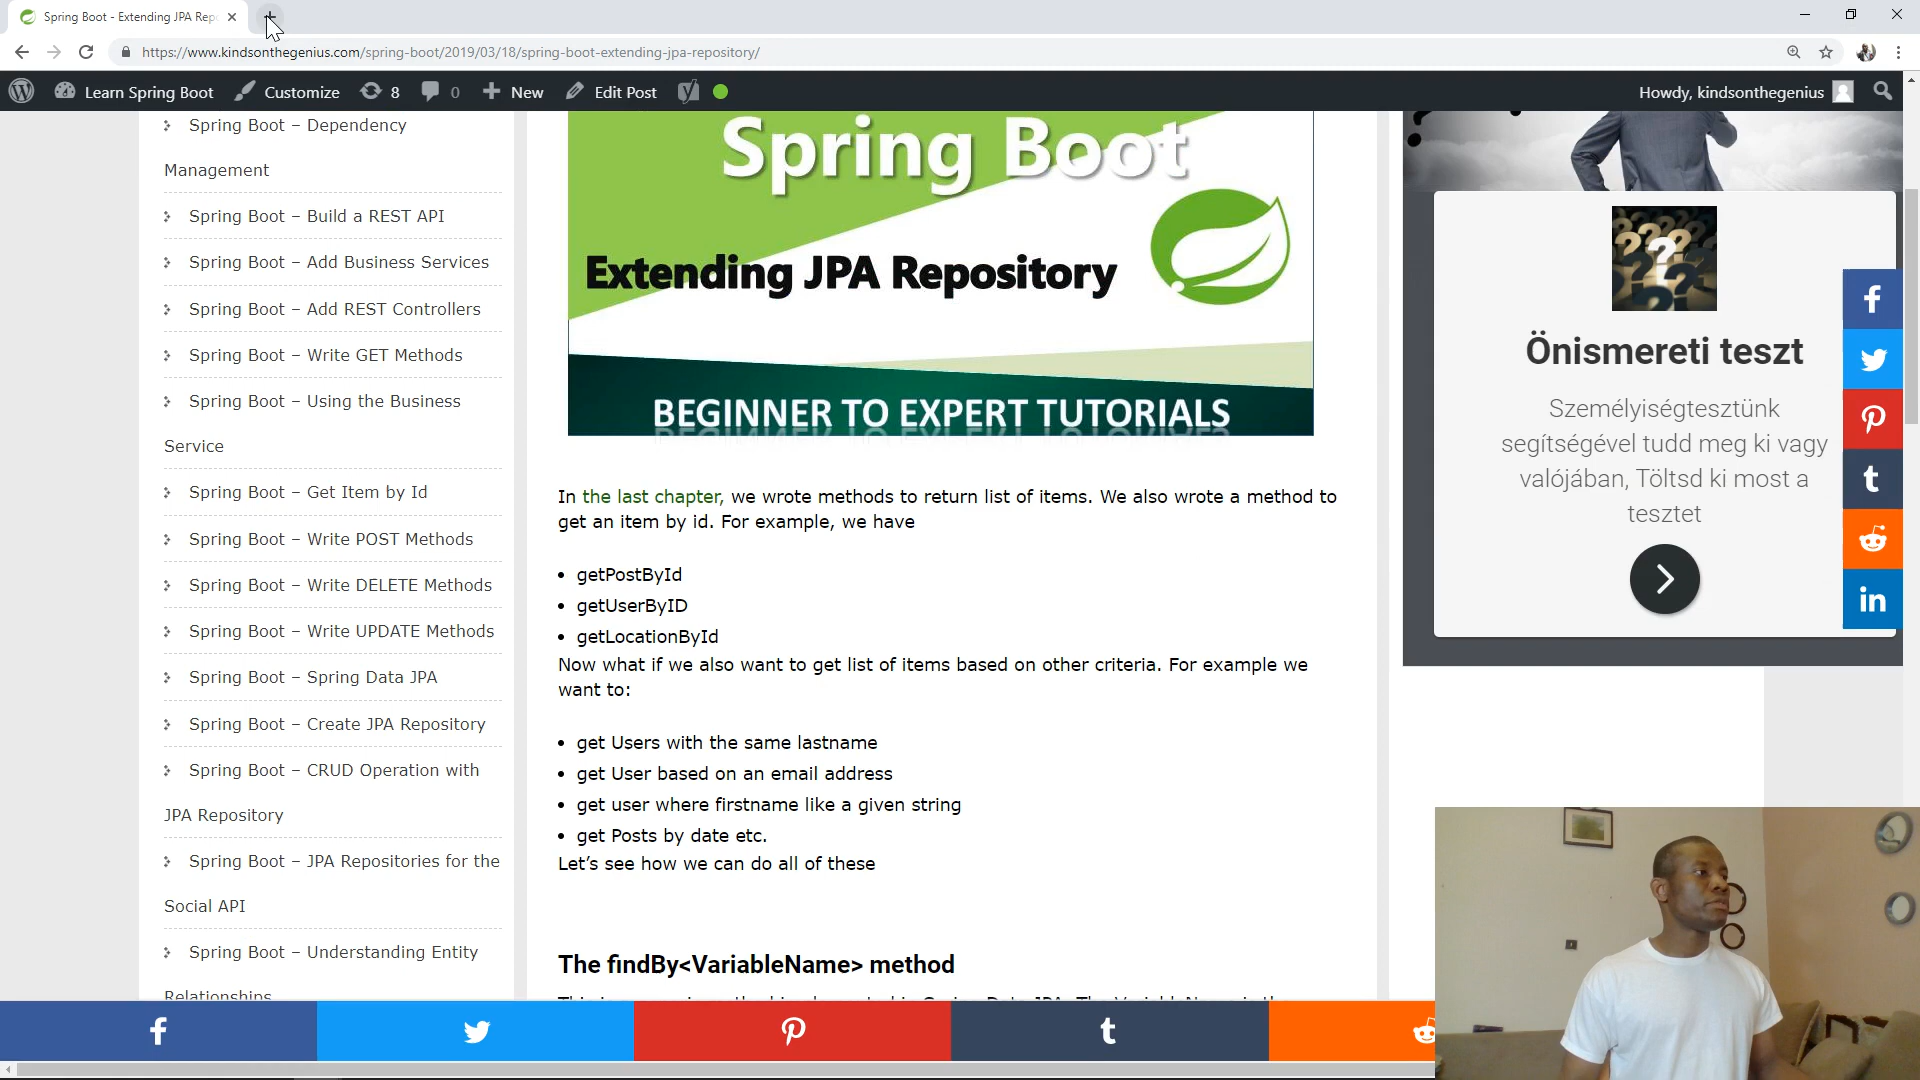 Spring Boot - Extending JPA Repo
https://www.kindsonthegenius.com/spring-boot/2019/03/18/spring-boot-extending-jpa-repository/
Learn Spring Boot
Customize
8
0
New
Edit Post
Howdy, kindsonthegenius
Spring Boot – Dependency
Management
Spring Boot – Build a REST API
Spring Boot – Add Business Services
Spring Boot – Add REST Controllers
Spring Boot – Write GET Methods
Spring Boot – Using the Business
Service
Spring Boot – Get Item by Id
Spring Boot – Write POST Methods
Spring Boot – Write DELETE Methods
Spring Boot – Write UPDATE Methods
Spring Boot – Spring Data JPA
Spring Boot – Create JPA Repository
Spring Boot – CRUD Operation with
JPA Repository
Spring Boot – JPA Repositories for the
Social API
Spring Boot – Understanding Entity
Relationships
Spring Boot
Extending JPA Repository
BEGINNER TO EXPERT TUTORIALS
In the last chapter, we wrote methods to return list of items. We also wrote a method to
get an item by id. For example, we have
• getPostById
• getUserByID
• getLocationById
Now what if we also want to get list of items based on other criteria. For example we
want to:
• get Users with the same lastname
• get User based on an email address
• get user where firstname like a given string
• get Posts by date etc.
Let's see how we can do all of these
The findBy<VariableName> method
Önismereti teszt
Személyiségtesztünk
segítségével tudd meg ki vagy
valójában, Töltsd ki most a
tesztet